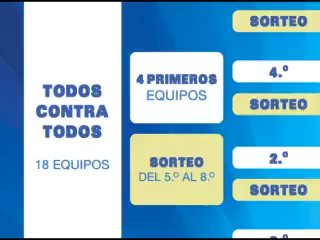 TODOS
CONTRA
TODOS
18 EQUIPOS
4 PRIMEROS
EQUIPOS
SORTEO
DEL 5.º AL 8.º
SORTEO
4.º
SORTEO
2.º
SORTEO